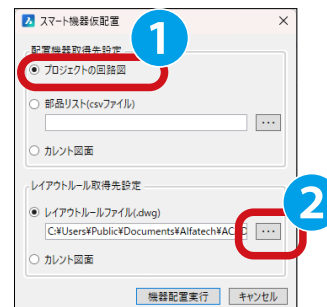 スマート機器仮配置
1
配置機器取得先設定
プロジェクトの回路図
部品リスト(csvファイル)
...
カレント図面
レイアウトルール取得先設定
2
レイアウトルールファイル(.dwg)
C:¥Users¥Public¥Documents¥Alfatech¥AC
...
カレント図面
機器配置実行
キャンセル